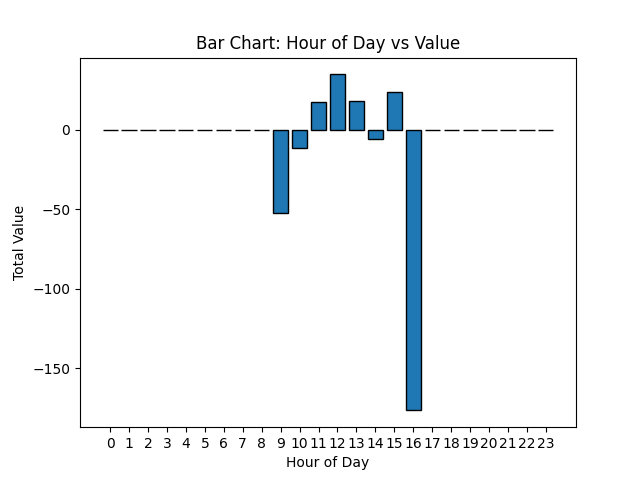 Bar Chart: Hour of Day vs Value
Total Value
0
−50
−100
−150
0 1 2 3 4 5 6 7 8 9 10 11 12 13 14 15 16 17 18 19 20 21 22 23
Hour of Day